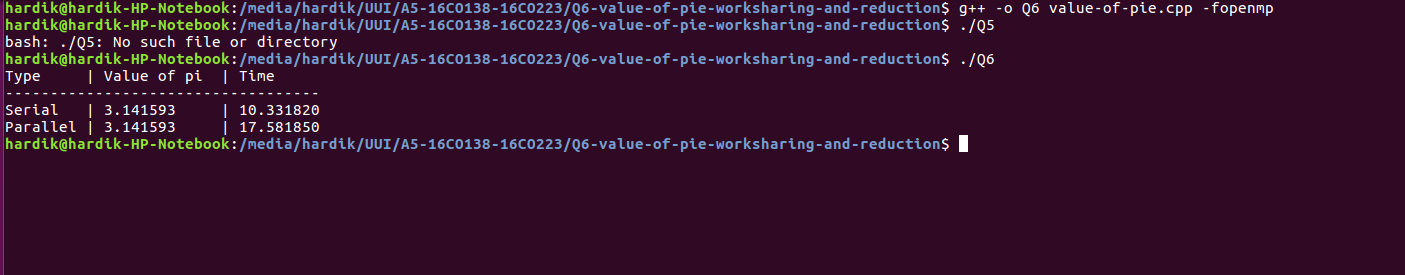 hardik@hardik-HP-Notebook:/media/hardik/UUI/A5-16CO138-16CO223/Q6-value-of-pie-worksharing-and-reduction$ g++ -o Q6 value-of-pie.cpp -fopenmp
hardik@hardik-HP-Notebook:/media/hardik/UUI/A5-16CO138-16CO223/Q6-value-of-pie-worksharing-and-reduction$ ./Q5
bash: ./Q5: No such file or directory
hardik@hardik-HP-Notebook:/media/hardik/UUI/A5-16CO138-16CO223/Q6-value-of-pie-worksharing-and-reduction$ ./Q6
Type     | Value of pi  | Time
-----------------------------------
Serial   | 3.141593     | 10.331820
Parallel | 3.141593     | 17.581850
hardik@hardik-HP-Notebook:/media/hardik/UUI/A5-16CO138-16CO223/Q6-value-of-pie-worksharing-and-reduction$